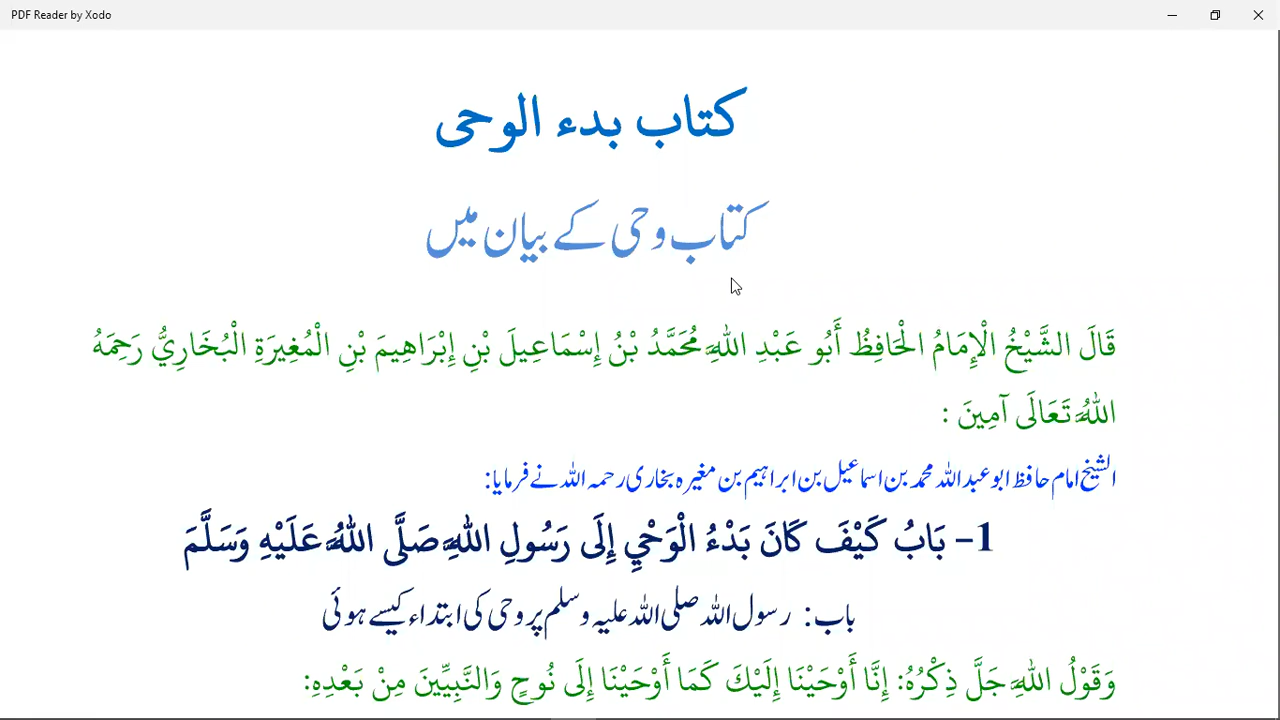 PDF Reader by Xodo
كتاب بدء الوحى
کتاب وحی کے بیان میں
قَالَ الشَّيْخُ الْإِمَامُ الْحَافِظُ أَبُو عَبْدِ اللَّهِ مُحَمَّدُ بْنُ إِسْمَاعِيلَ بْنِ إِبْرَاهِيمَ بْنِ الْمُغِيرَةِ الْبُخَارِيُّ رَحِمَهُ
اللَّهُ تَعَالَى آمِينَ :
الشیخ امام حافظ ابوعبداللہ محمد بن اسماعیل بن ابراہیم بن مغیرہ بخاری رحمہ اللہ نے فرمایا:
1- بَابُ كَيْفَ كَانَ بَدْءُ الْوَحْيِ إِلَى رَسُولِ اللَّهِ صَلَّى اللَّهُ عَلَيْهِ وَسَلَّمَ
باب: رسول اللہ صلی اللہ علیہ وسلم پر وحی کی ابتداء کیسے ہوئی
وَقَوْلُ اللَّهِ جَلَّ ذِكْرُهُ: إِنَّا أَوْحَيْنَا إِلَيْكَ كَمَا أَوْحَيْنَا إِلَى نُوحٍ وَالنَّبِيِّينَ مِنْ بَعْدِهِ: